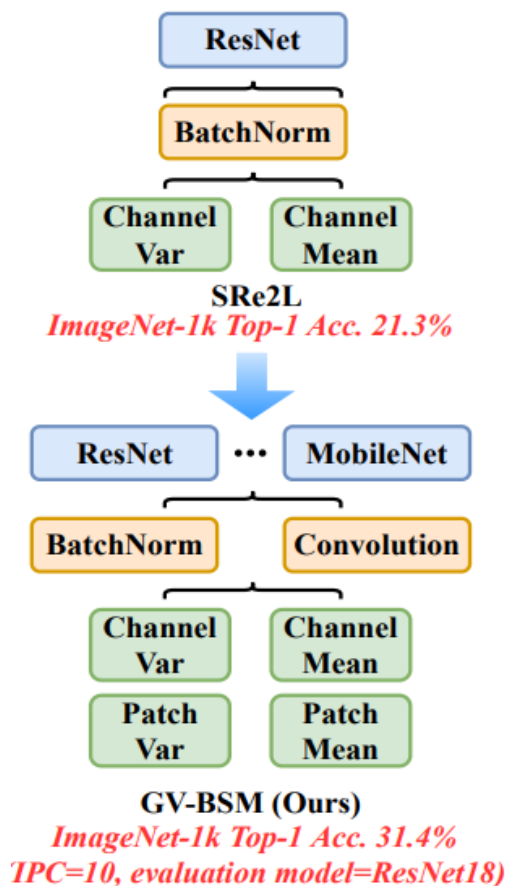 ResNet
BatchNorm
Channel Var
Channel Mean
SRe2L
ImageNet-1k Top-1 Acc. 21.3%
ResNet ... MobileNet
BatchNorm Convolution
Channel Var
Channel Mean
Patch Var
Patch Mean
GV-BSM (Ours)
ImageNet-1k Top-1 Acc. 31.4%
TPC=10, evaluation model=ResNet18)